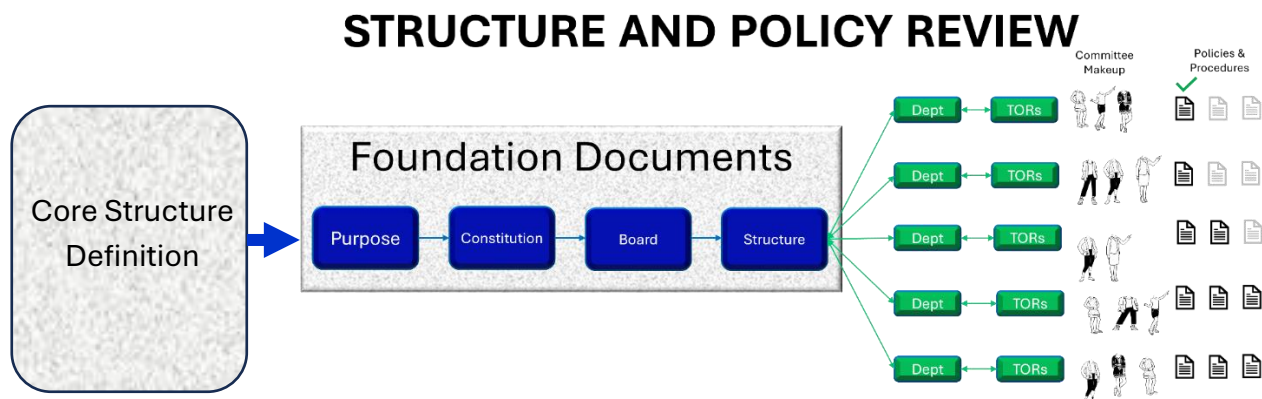 STRUCTURE AND POLICY REVIEW
Committee
Makeup
Policies &
Procedures
Core Structure
Definition
Foundation Documents
Purpose
Constitution
Board
Structure
Dept
TORs
Dept
TORs
Dept
TORs
Dept
TORs
Dept
TORs